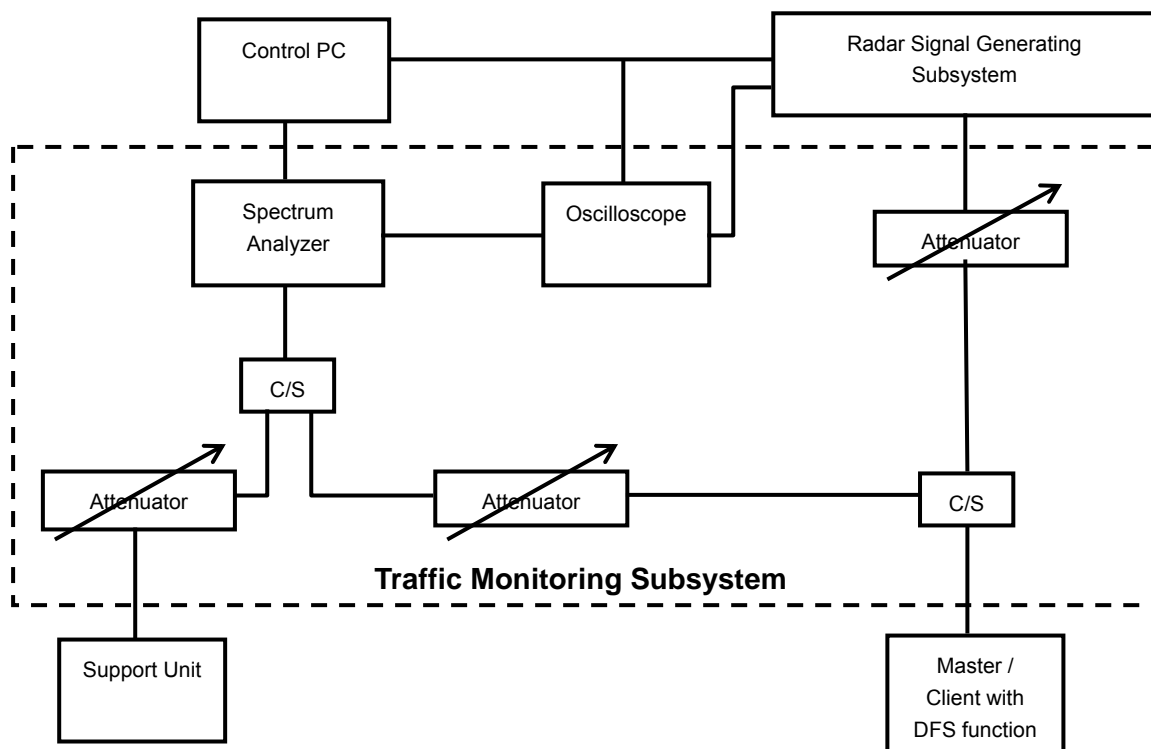 Control PC
Radar Signal Generating
Subsystem
Spectrum
Analyzer
Oscilloscope
Attenuator
C/S
Attenuator
Attenuator
C/S
Traffic Monitoring Subsystem
Support Unit
Master /
Client with
DFS function